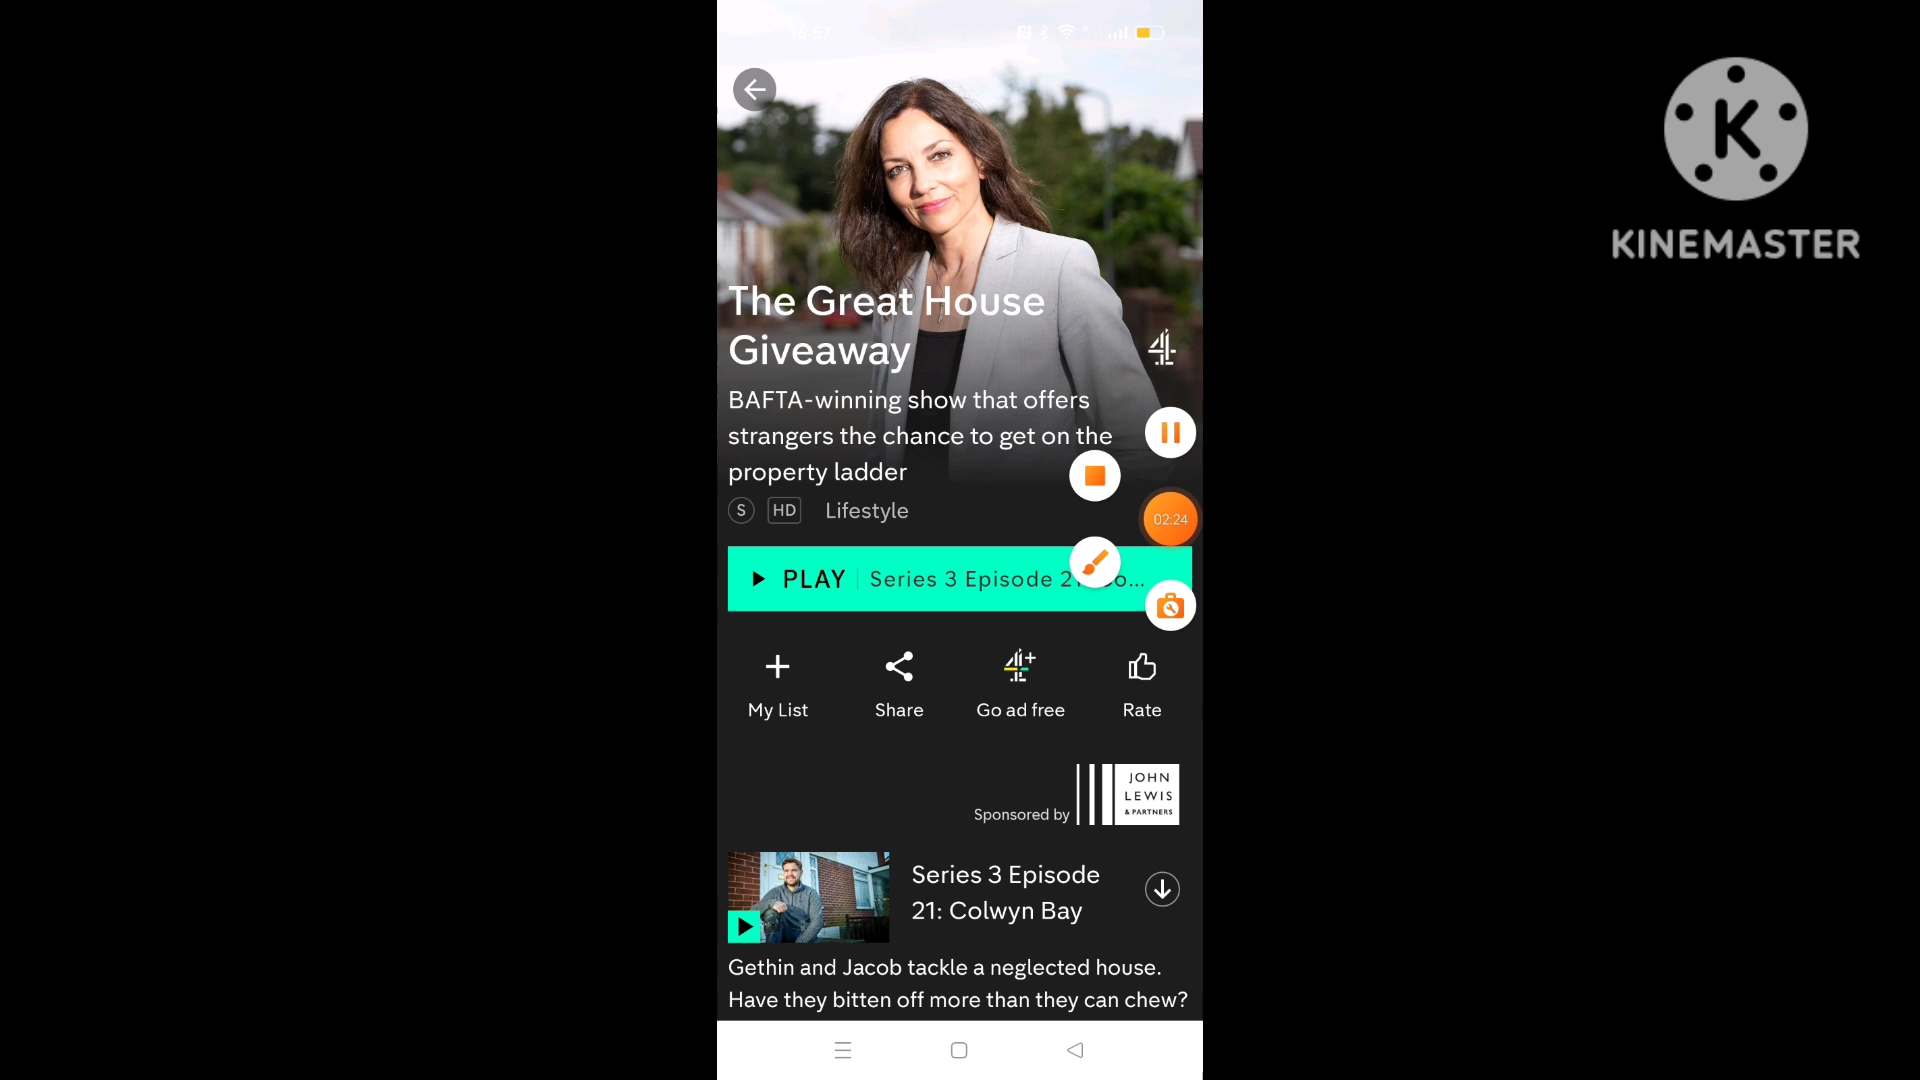 16:57
KINEMASTER
The Great House
Giveaway
BAFTA-winning show that offers
strangers the chance to get on the
property ladder
S HD Lifestyle
02:24
PLAY Series 3 Episode
My List Share Go ad free Rate
Sponsored by
JOHN
LEWIS
& PARTNERS
Series 3 Episode
21: Colwyn Bay
Gethin and Jacob tackle a neglected house.
Have they bitten off more than they can chew?